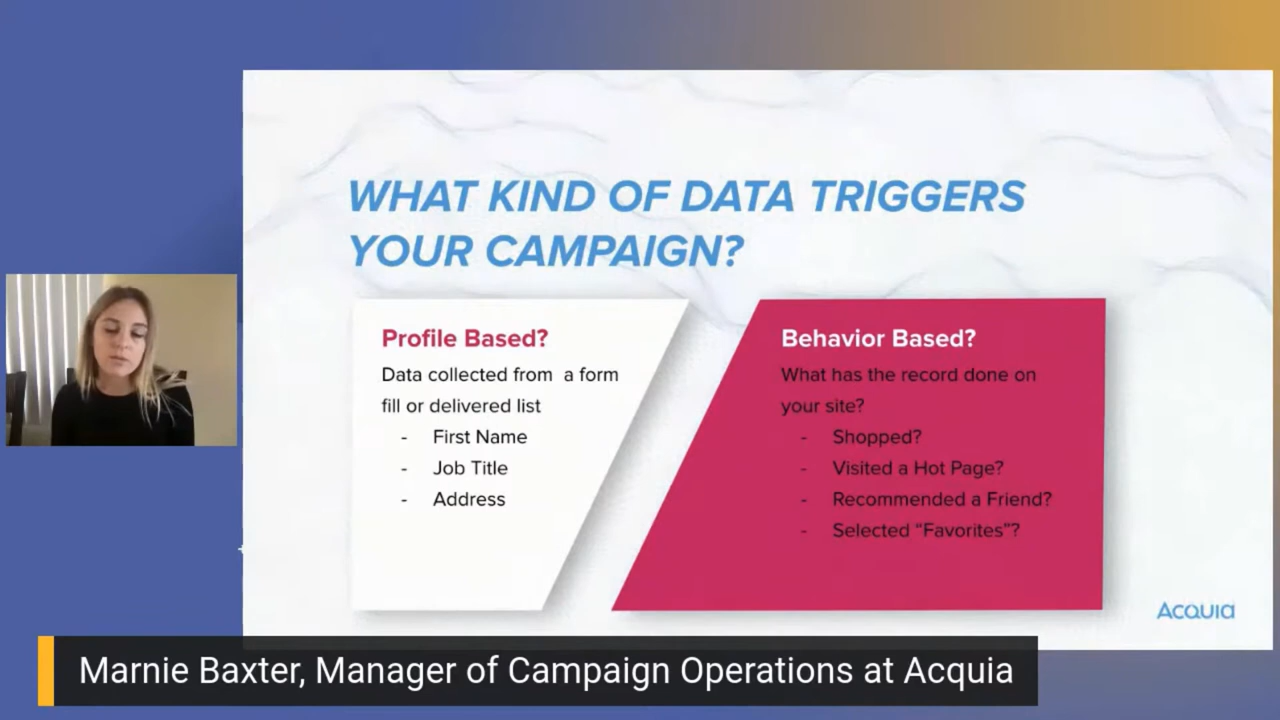 WHAT KIND OF DATA TRIGGERS
YOUR CAMPAIGN?
Profile Based?
Data collected from a form
fill or delivered list
- First Name
- Job Title
- Address
Behavior Based?
What has the record done on
your site?
- Shopped?
- Visited a Hot Page?
- Recommended a Friend?
- Selected “Favorites”?
Acquia
Marnie Baxter, Manager of Campaign Operations at Acquia